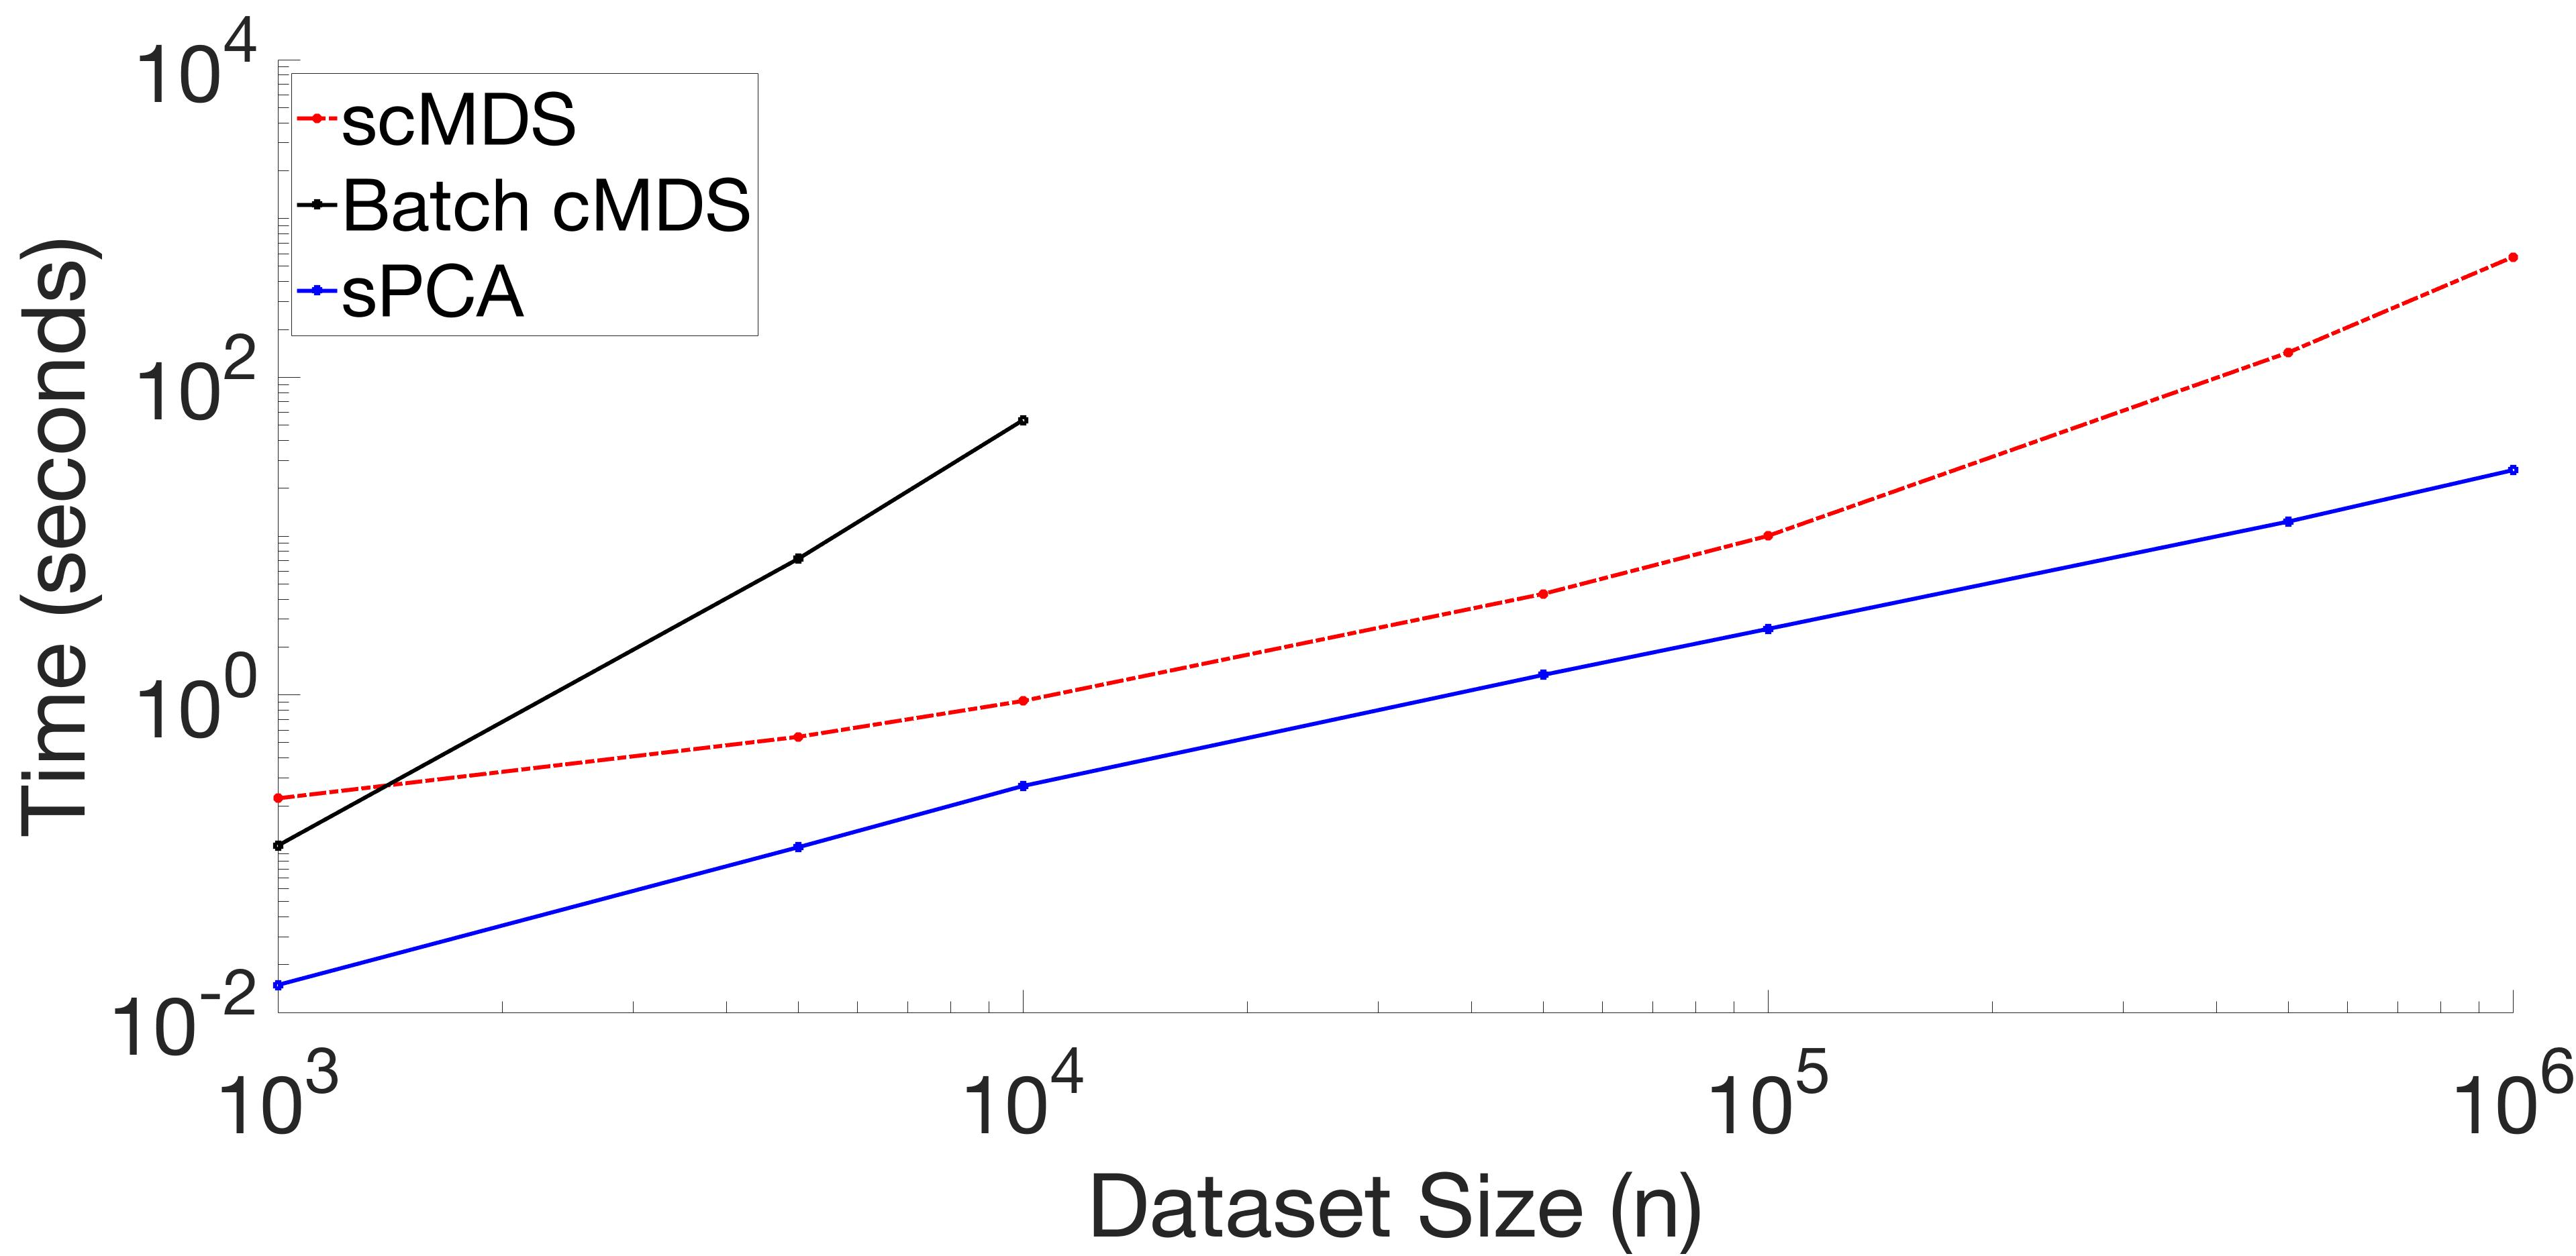 10^4
scMDS
Batch cMDS
sPCA
10^2
10^0
10^-2
Time (seconds)
10^3 10^4 10^5 10^6
Dataset Size (n)